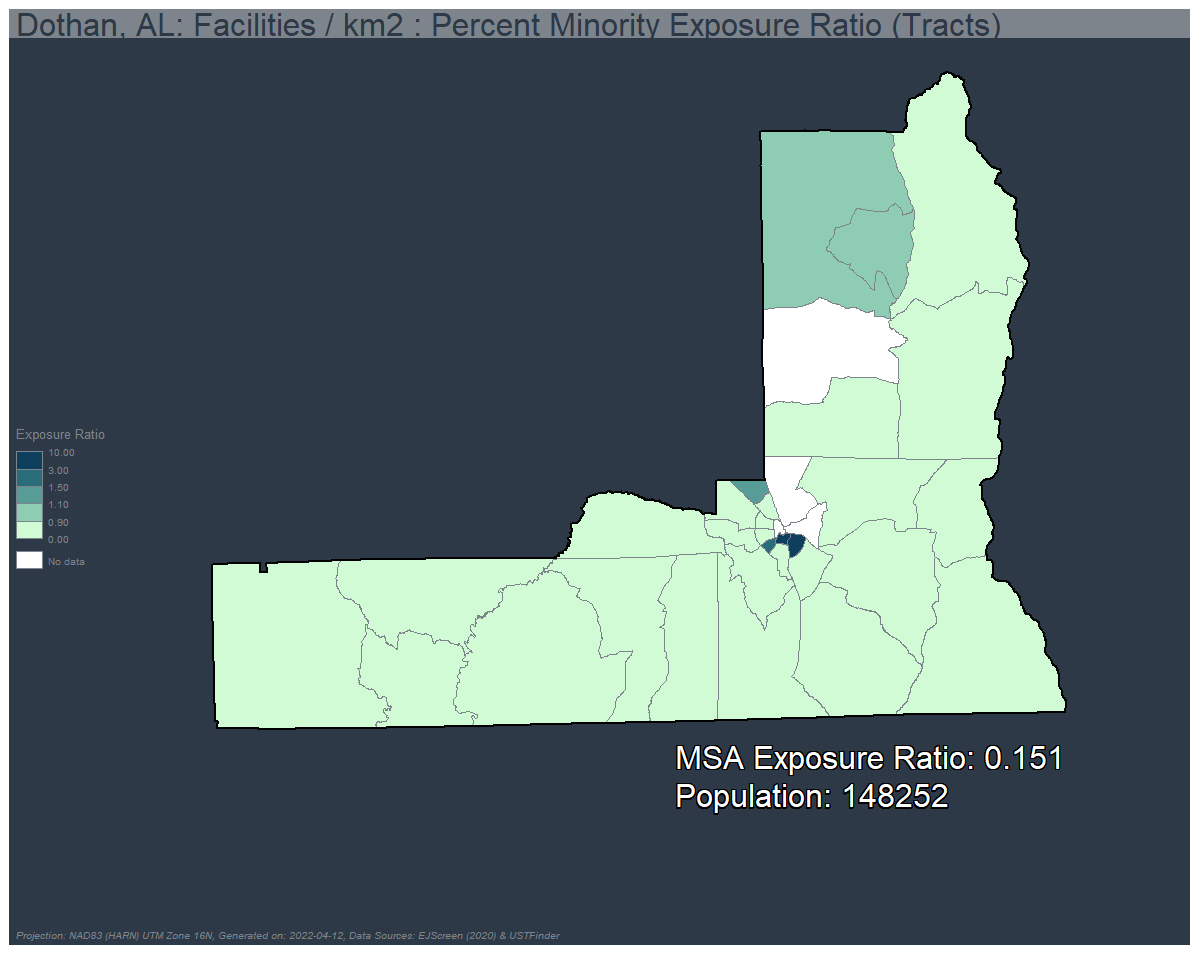 Dothan, AL: Facilities / km2 : Percent Minority Exposure Ratio (Tracts)
Exposure Ratio
10.00
3.00
1.50
1.10
0.90
0.00
No data
MSA Exposure Ratio: 0.151
Population: 148252
Projection: NAD83 (HARN) UTM Zone 16N, Generated on: 2022-04-12, Data Sources: EJScreen (2020) & USTFinder